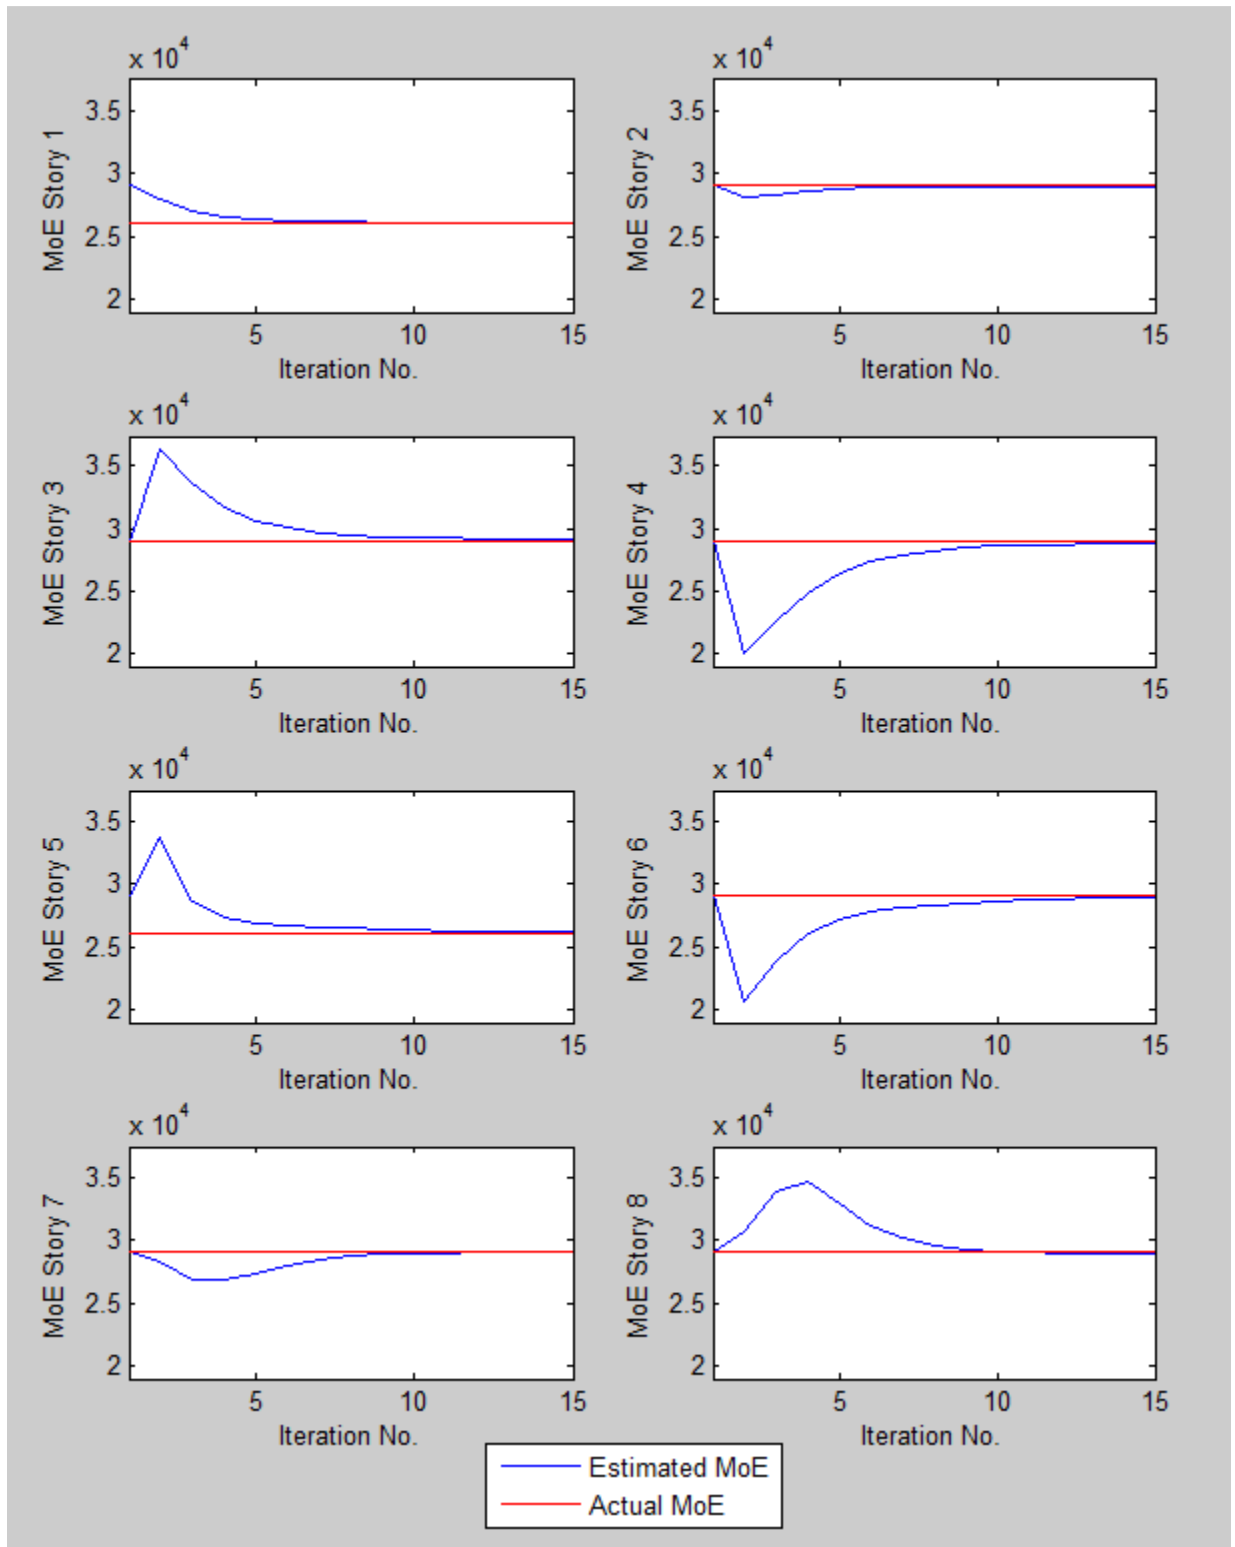 x 10^4
MoE Story 1
3.5
3
2.5
2
5 10 15
Iteration No.
x 10^4
MoE Story 2
3.5
3
2.5
2
5 10 15
Iteration No.
x 10^4
MoE Story 3
3.5
3
2.5
2
5 10 15
Iteration No.
x 10^4
MoE Story 4
3.5
3
2.5
2
5 10 15
Iteration No.
x 10^4
MoE Story 5
3.5
3
2.5
2
5 10 15
Iteration No.
x 10^4
MoE Story 6
3.5
3
2.5
2
5 10 15
Iteration No.
x 10^4
MoE Story 7
3.5
3
2.5
2
5 10 15
Iteration No.
x 10^4
MoE Story 8
3.5
3
2.5
2
5 10 15
Iteration No.
Estimated MoE
Actual MoE